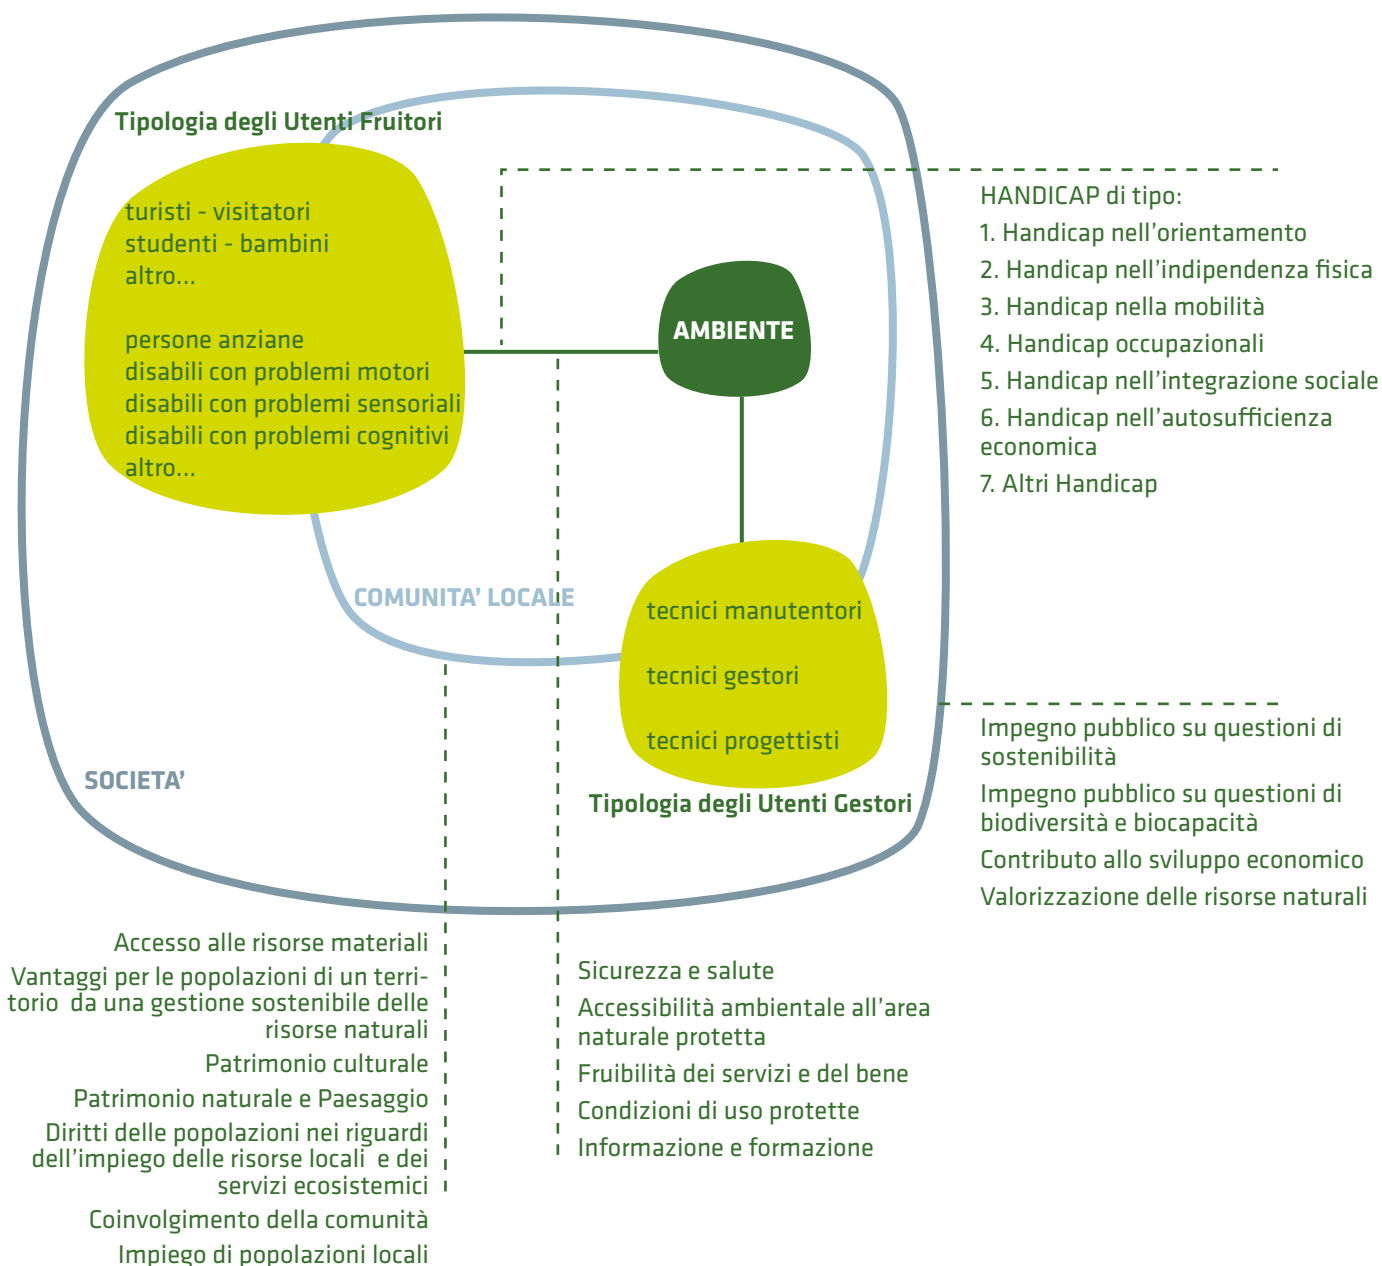 Tipologia degli Utenti Fruitori
turisti - visitatori
studenti - bambini
altro...
persone anziane
disabili con problemi motori
disabili con problemi sensoriali
disabili con problemi cognitivi
altro...
AMBIENTE
HANDICAP di tipo:
1. Handicap nell'orientamento
2. Handicap nell'indipendenza fisica
3. Handicap nella mobilità
4. Handicap occupazionali
5. Handicap nell'integrazione sociale
6. Handicap nell'autosufficienza
economica
7. Altri Handicap
COMUNITA' LOCALE
tecnici manutentori
tecnici gestori
tecnici progettisti
Tipologia degli Utenti Gestori
SOCIETA'
Impegno pubblico su questioni di
sostenibilità
Impegno pubblico su questioni di
biodiversità e biocapacità
Contributo allo sviluppo economico
Valorizzazione delle risorse naturali
Accesso alle risorse materiali
Vantaggi per le popolazioni di un terri-
torio da una gestione sostenibile delle
risorse naturali
Patrimonio culturale
Patrimonio naturale e Paesaggio
Diritti delle popolazioni nei riguardi
dell'impiego delle risorse locali e dei
servizi ecosistemici
Coinvolgimento della comunità
Impiego di popolazioni locali
Sicurezza e salute
Accessibilità ambientale all'area
naturale protetta
Fruibilità dei servizi e del bene
Condizioni di uso protette
Informazione e formazione